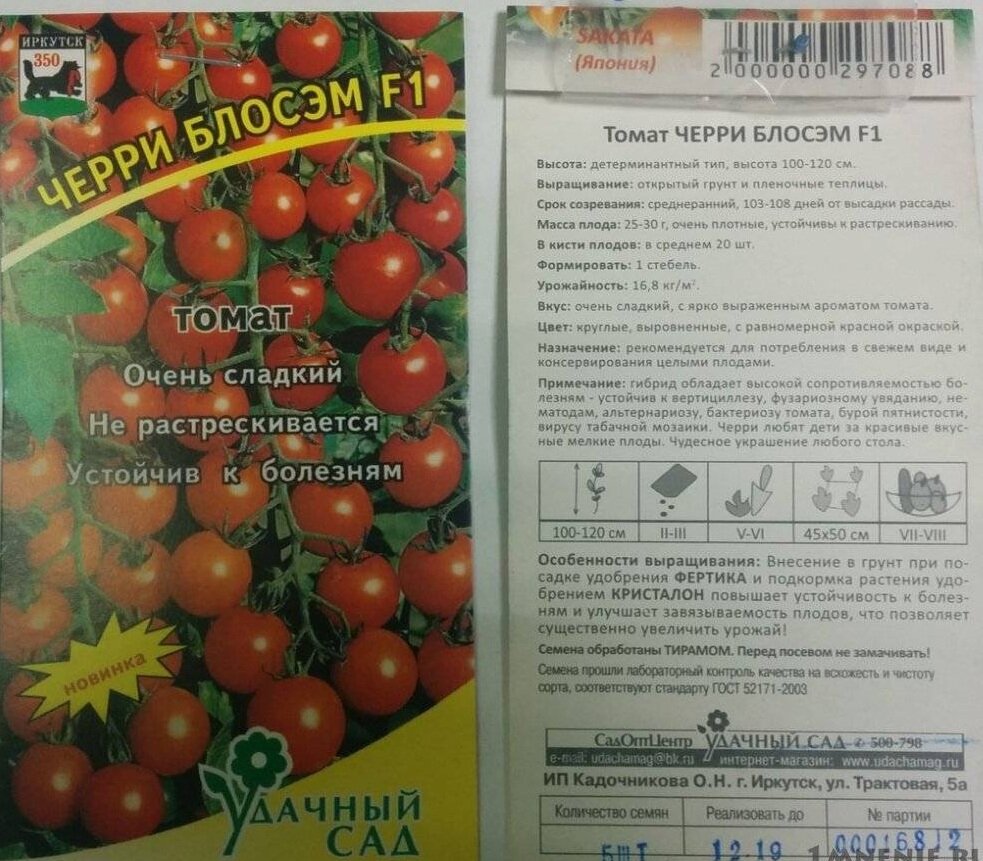 ИРКУТСК
350
ЧЕРРИ БЛОСЭМ F1
томат
Очень сладкий
Не растрескивается
Устойчив к болезням
новинка
УДАЧНЫЙ
САД
SAKATA
(Япония)
2 000000 297088
Томат ЧЕРРИ БЛОСЭМ F1
Высота: детерминантный тип, высота 100-120 см.
Выращивание: открытый грунт и пленочные теплицы.
Срок созревания: среднеранний, 103-108 дней от высадки рассады.
Масса плода: 25-30 г, очень плотные, устойчивы к растрескиванию.
В кисти плодов: в среднем 20 шт.
Формировать: 1 стебель.
Урожайность: 16,8 кг/м².
Вкус: очень сладкий, с ярко выраженным ароматом томата.
Цвет: круглые, выровненные, с равномерной красной окраской.
Назначение: рекомендуется для потребления в свежем виде и
консервирования целыми плодами.
Примечание: гибрид обладает высокой сопротивляемостью бо-
лезням - устойчив к вертициллезу, фузариозному увяданию, не-
матодам, альтернариозу, бактериозу томата, бурой пятнистости,
вирусу табачной мозаики. Черри любят дети за красивые вкус-
ные мелкие плоды. Чудесное украшение любого стола.
100-120 см II-III V-VI 45х50 см VII-VIII
Особенности выращивания: Внесение в грунт при по-
садке удобрения ФЕРТИКА и подкормка растения удо-
брением КРИСТАЛОН повышает устойчивость к болез-
ням и улучшает завязываемость плодов, что позволяет
существенно увеличить урожай!
Семена обработаны ТИРАМОМ. Перед посевом не замачивать!
Семена прошли лабораторный контроль качества на всхожесть и чистоту
сорта, соответствуют стандарту ГОСТ 52171-2003
СадОптЦентр УДАЧНЫЙ САД ✆ 500-798
e-mail: udachamag@bk.ru интернет-магазин: www.udachamag.ru
ИП Кадочникова О.Н. г. Иркутск, ул. Трактовая, 5а
Количество семян Реализовать до № партии
5шт 12.19 00016812
1MNENIE.RU